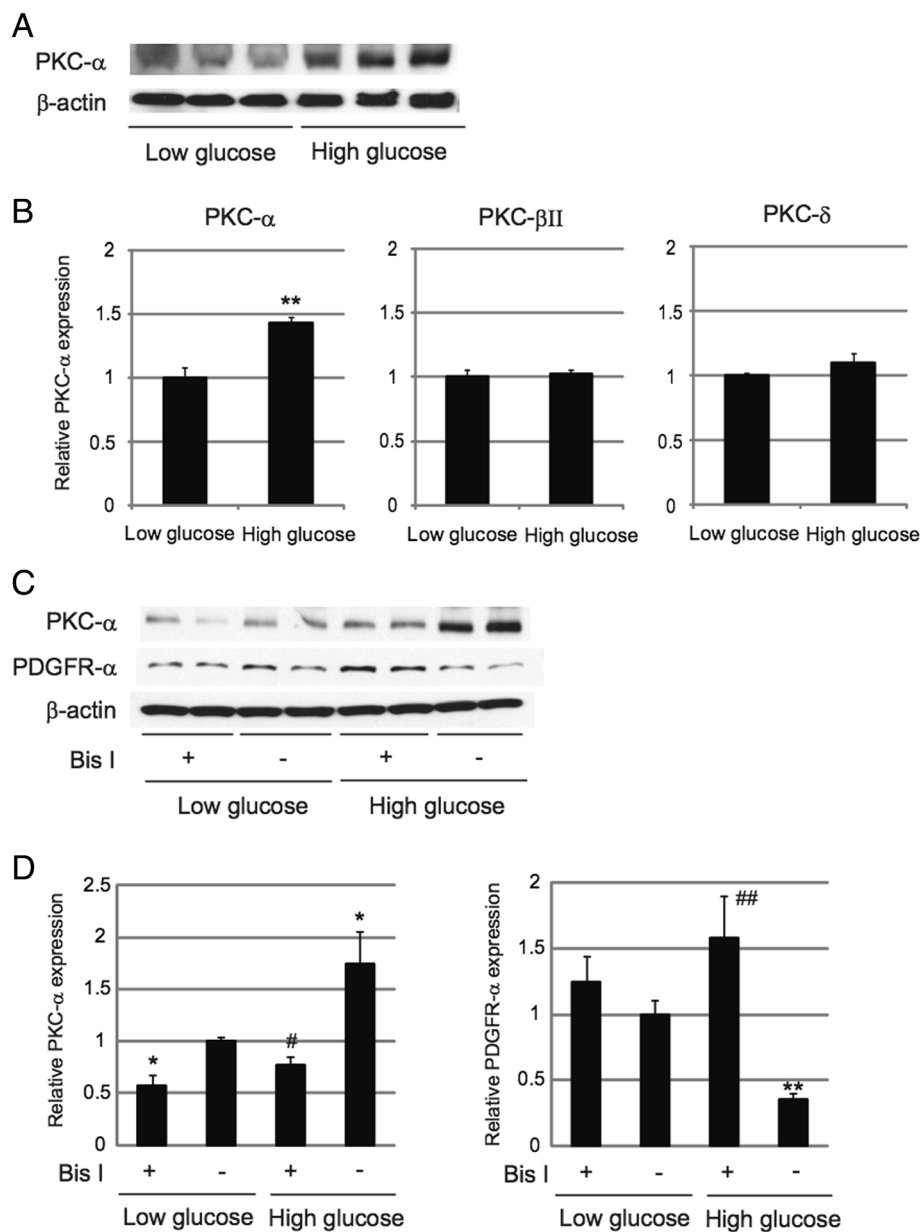 A
PKC-α
β-actin
Low glucose High glucose
B
PKC-α PKC-βII PKC-δ
Relative PKC-α expression
2 2 2
1.5 1.5 1.5
** 
1 1 1
0.5 0.5 0.5
0 0 0
Low glucose High glucose Low glucose High glucose Low glucose High glucose
C
PKC-α
PDGFR-α
β-actin
Bis I + - + -
Low glucose High glucose
D
Relative PKC-α expression
2.5
2
1.5
1
0.5
0
* # *
Bis I + - + -
Low glucose High glucose
Relative PDGFR-α expression
2
1.5
1
0.5
0
## **
Bis I + - + -
Low glucose High glucose